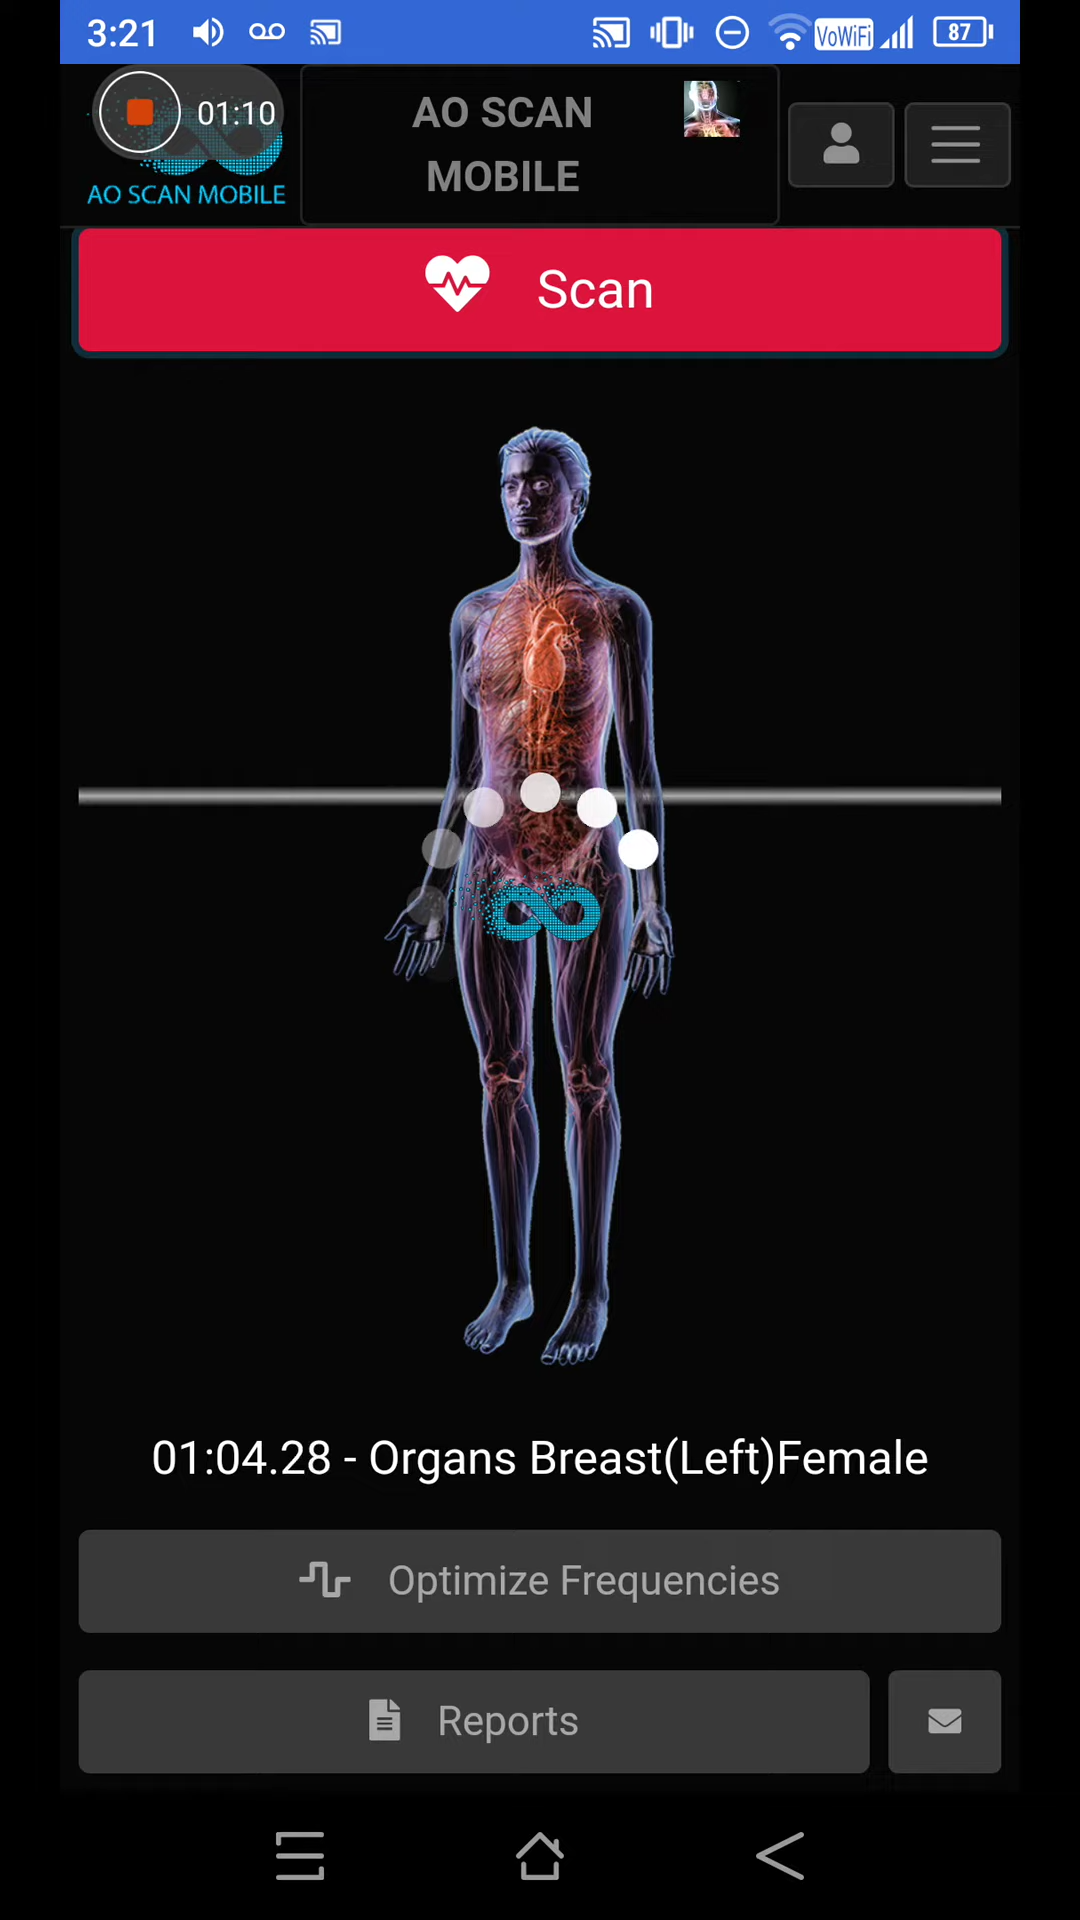 3:21
VoWiFi
87
01:10
AO SCAN MOBILE
AO SCAN
MOBILE
Scan
01:04.28 - Organs Breast(Left)Female
Optimize Frequencies
Reports